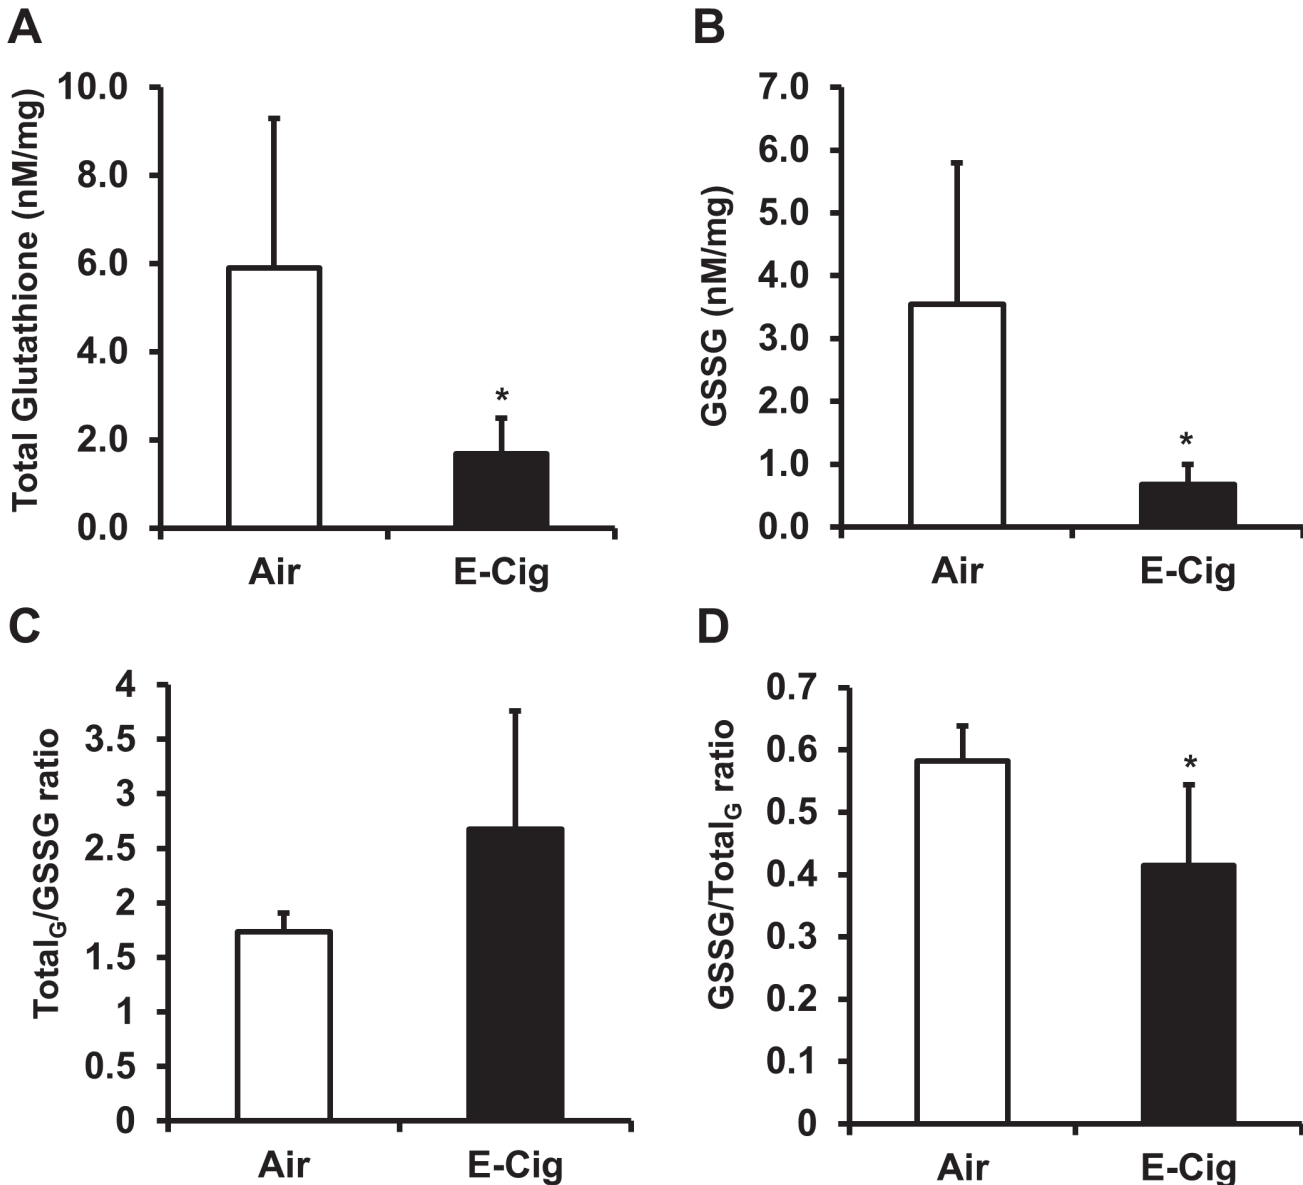 A
Total Glutathione (nM/mg)
10.0
8.0
6.0
4.0
2.0
0.0
*
Air E-Cig
B
GSSG (nM/mg)
7.0
6.0
5.0
4.0
3.0
2.0
1.0
0.0
*
Air E-Cig
C
TotalG/GSSG ratio
4
3.5
3
2.5
2
1.5
1
0.5
0
Air E-Cig
D
GSSG/TotalG ratio
0.7
0.6
0.5
0.4
0.3
0.2
0.1
0
*
Air E-Cig